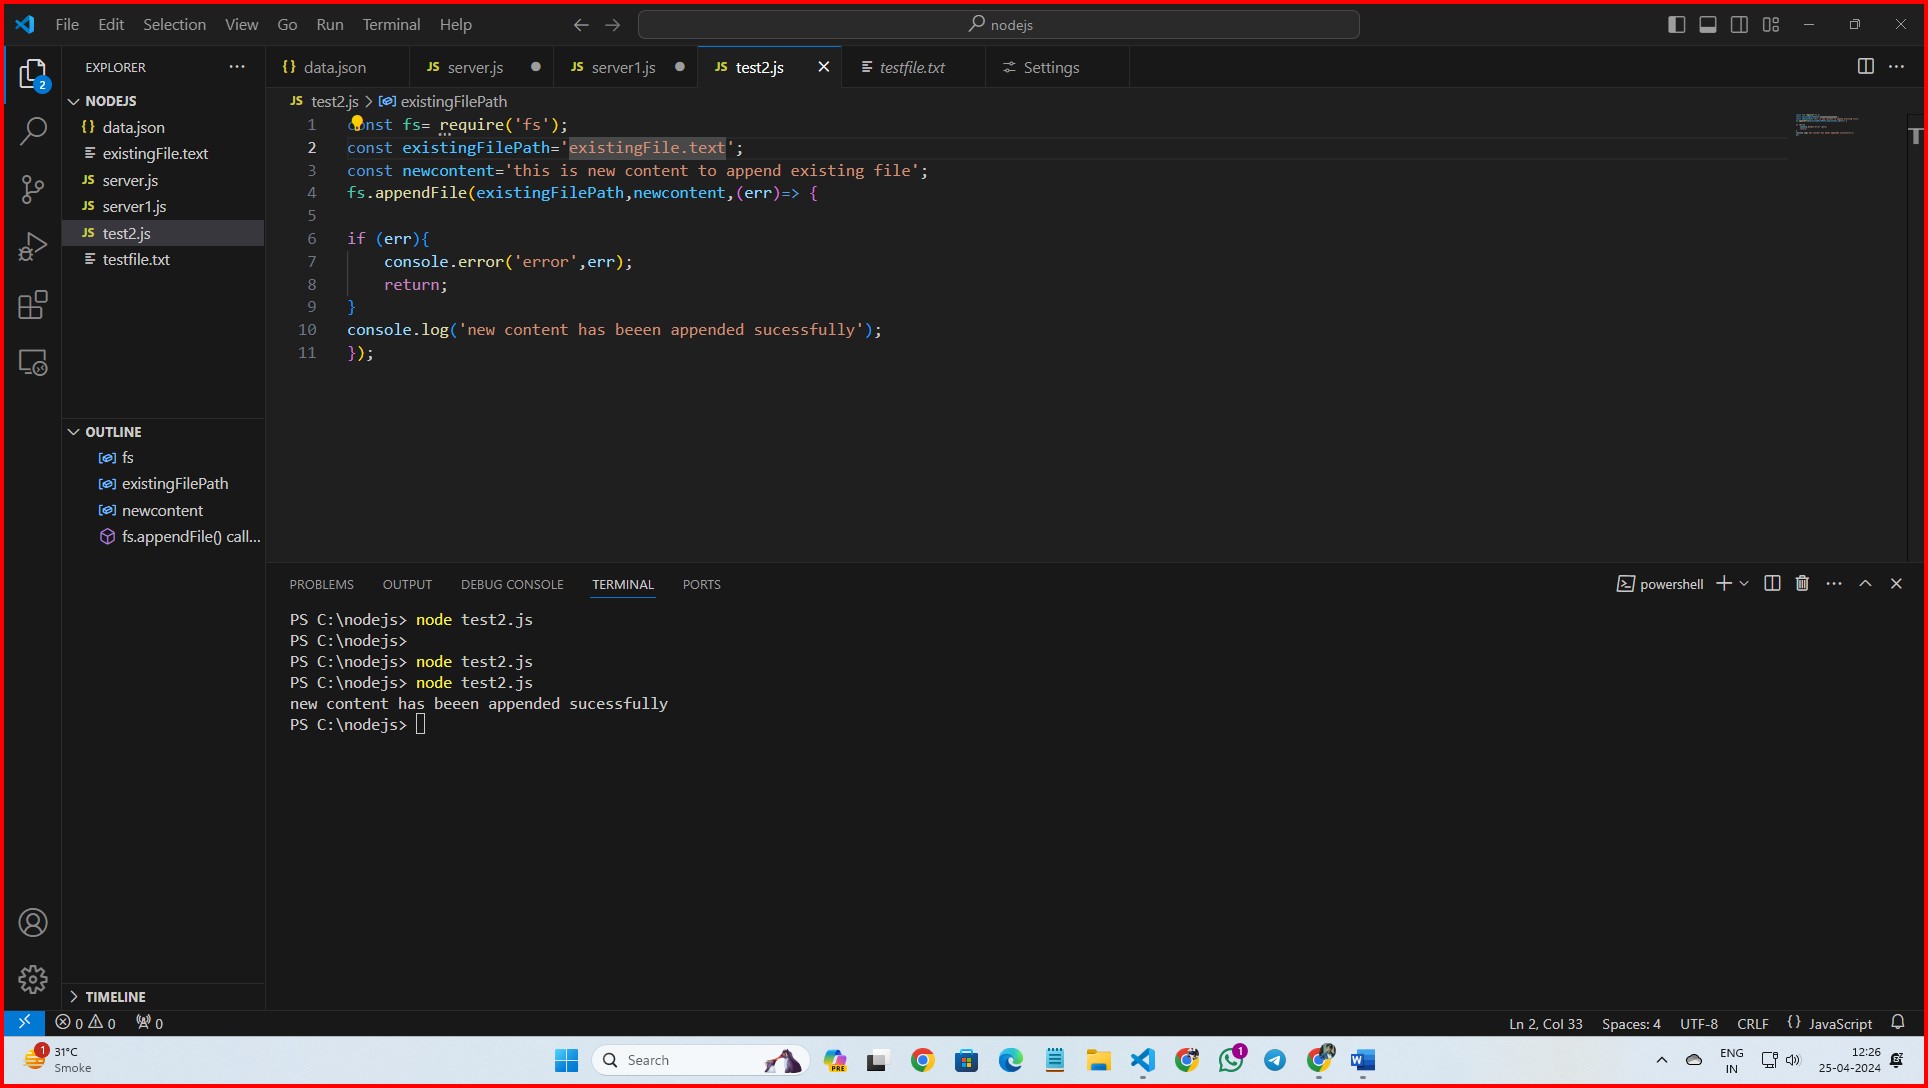 File Edit Selection View Go Run Terminal Help
nodejs
EXPLORER
2
NODEJS
data.json
existingFile.text
JS server.js
JS server1.js
JS test2.js
testfile.txt
OUTLINE
fs
existingFilePath
newcontent
fs.appendFile() call...
TIMELINE
{} data.json JS server.js JS server1.js JS test2.js testfile.txt Settings
JS test2.js > existingFilePath
1 const fs= require('fs');
2 const existingFilePath='existingFile.text';
3 const newcontent='this is new content to append existing file';
4 fs.appendFile(existingFilePath,newcontent,(err)=> {
5
6 if (err){
7 console.error('error',err);
8 return;
9 }
10 console.log('new content has beeen appended sucessfully');
11 });
PROBLEMS OUTPUT DEBUG CONSOLE TERMINAL PORTS
powershell
PS C:\nodejs> node test2.js
PS C:\nodejs>
PS C:\nodejs> node test2.js
PS C:\nodejs> node test2.js
new content has beeen appended sucessfully
PS C:\nodejs>
0 0 0
Ln 2, Col 33 Spaces: 4 UTF-8 CRLF {} JavaScript
1
31°C
Smoke
Search
PRE
1
ENG
IN
12:26
25-04-2024